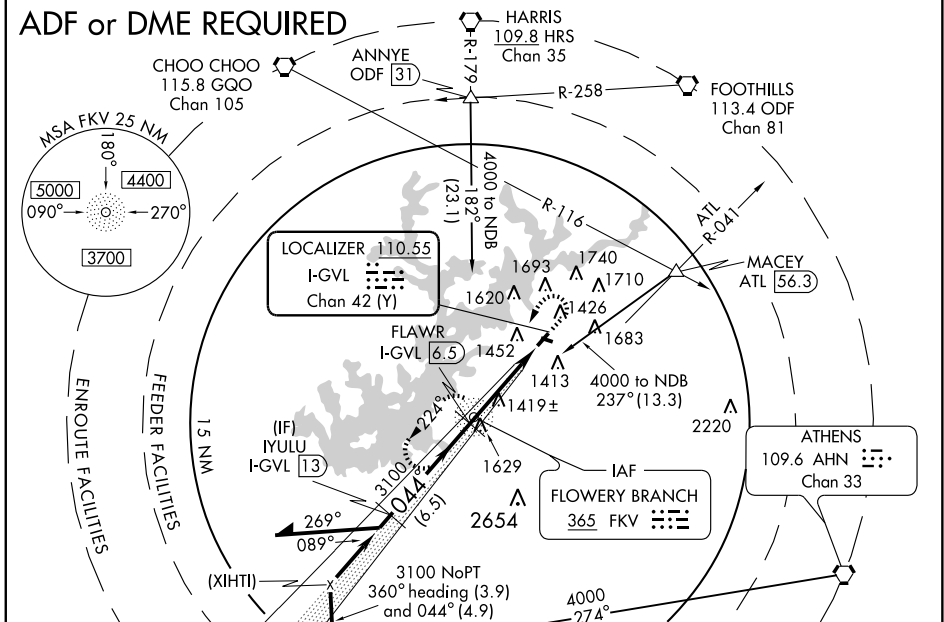 ADF or DME REQUIRED
HARRIS
109.8 HRS
Chan 35
R-179
ANNYE
ODF 31
CHOO CHOO
115.8 GQO
Chan 105
R-258
FOOTHILLS
113.4 ODF
Chan 81
MSA FKV 25 NM
180°
5000
4400
090°
270°
3700
4000 to NDB
182°
(23.1)
R-116
ATL
R-041
MACEY
ATL 56.3
LOCALIZER 110.55
I-GVL
Chan 42 (Y)
1740
1693
1710
1620
1426
1683
FLAWR
I-GVL 6.5
1452
1413
4000 to NDB
237° (13.3)
1419±
2220
224°
ENROUTE FACILITIES
FEEDER FACILITIES
15 NM
(IF)
IYULU
I-GVL 13
3100
044°
(6.5)
1629
2654
IAF
FLOWERY BRANCH
365 FKV
ATHENS
109.6 AHN
Chan 33
269°
089°
(XIHTI)
X
3100 NoPT
360° heading (3.9)
and 044° (4.9)
4000
274°